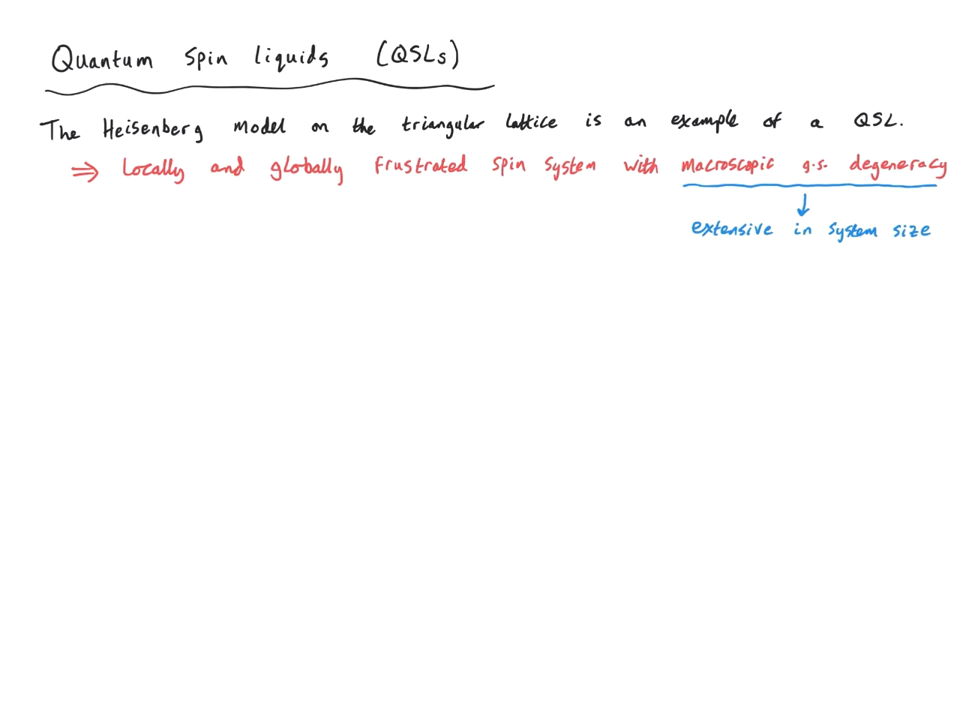 Quantum spin liquids (QSLs)
The Heisenberg model on the triangular lattice is an example of a QSL.
⇒ Locally and globally frustrated spin system with macroscopic g.s. degeneracy
↓
extensive in system size